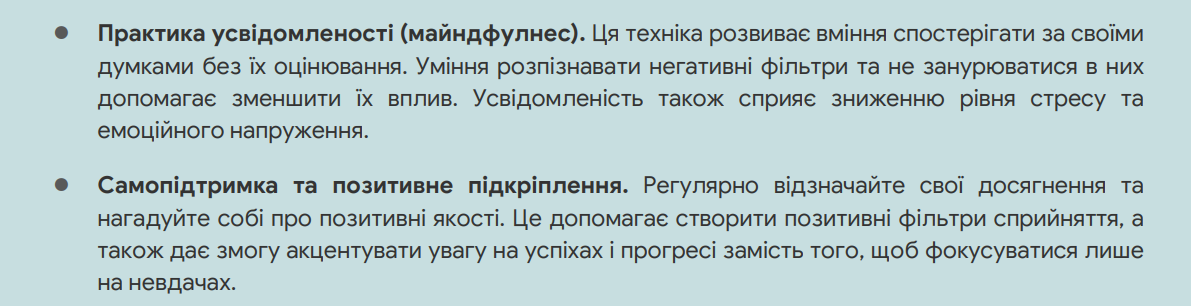 ● Практика усвідомленості (майндфулнес). Ця техніка розвиває вміння спостерігати за своїми
думками без їх оцінювання. Уміння розпізнавати негативні фільтри та не занурюватися в них
допомагає зменшити їх вплив. Усвідомленість також сприяє зниженню рівня стресу та
емоційного напруження.
● Самопідтримка та позитивне підкріплення. Регулярно відзначайте свої досягнення та
нагадуйте собі про позитивні якості. Це допомагає створити позитивні фільтри сприйняття, а
також дає змогу акцентувати увагу на успіхах і прогресі замість того, щоб фокусуватися лише
на невдачах.